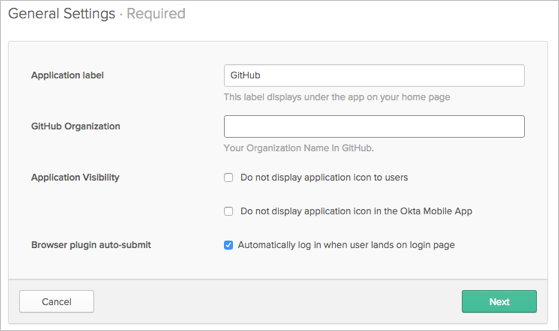 General Settings · Required
Application label
GitHub
This label displays under the app on your home page
GitHub Organization
Your Organization Name In GitHub.
Application Visibility
Do not display application icon to users
Do not display application icon in the Okta Mobile App
Browser plugin auto-submit
Automatically log in when user lands on login page
Cancel
Next